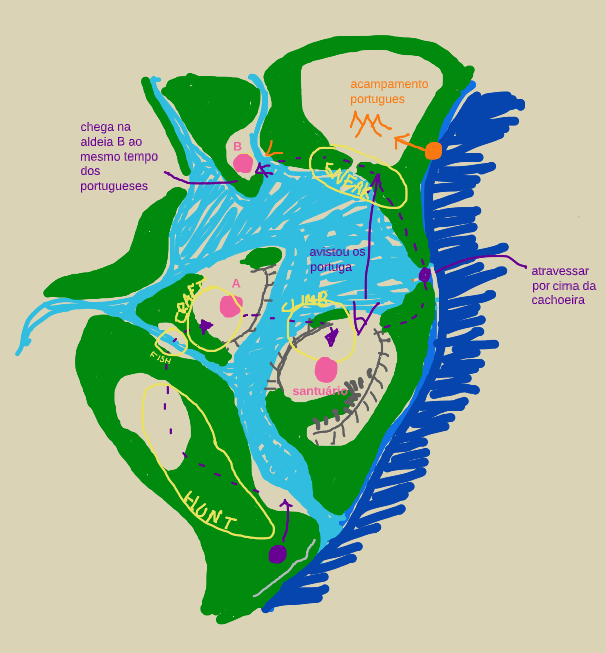 acampamento
portugues
chega na
aldeia B ao
mesmo tempo
dos
portugueses
B
SNEAK
avistou os
portuga
atravessar
por cima da
cachoeira
A
CRAFT
CLIMB
FISH
santuário
HUNT